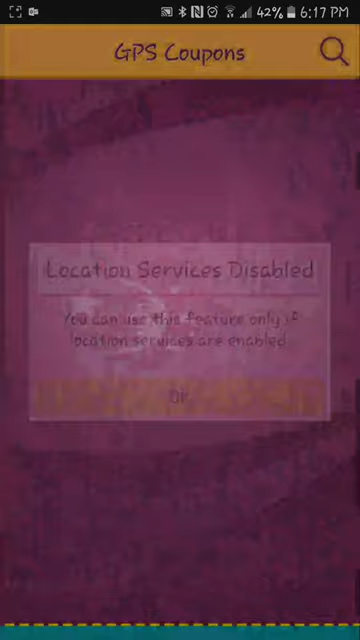 42% 6:17 PM
GPS Coupons
Location Services Disabled
You can use this feature only if
location services are enabled
OK